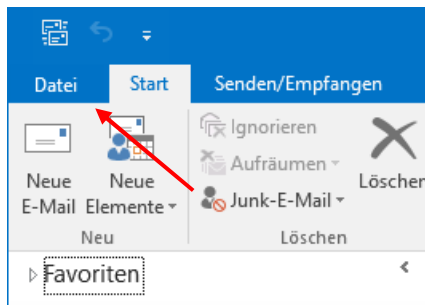 Datei Start Senden/Empfangen
Neue
E-Mail
Neue
Elemente
Ignorieren
Aufräumen
Junk-E-Mail
Löschen
Neu Löschen
Favoriten